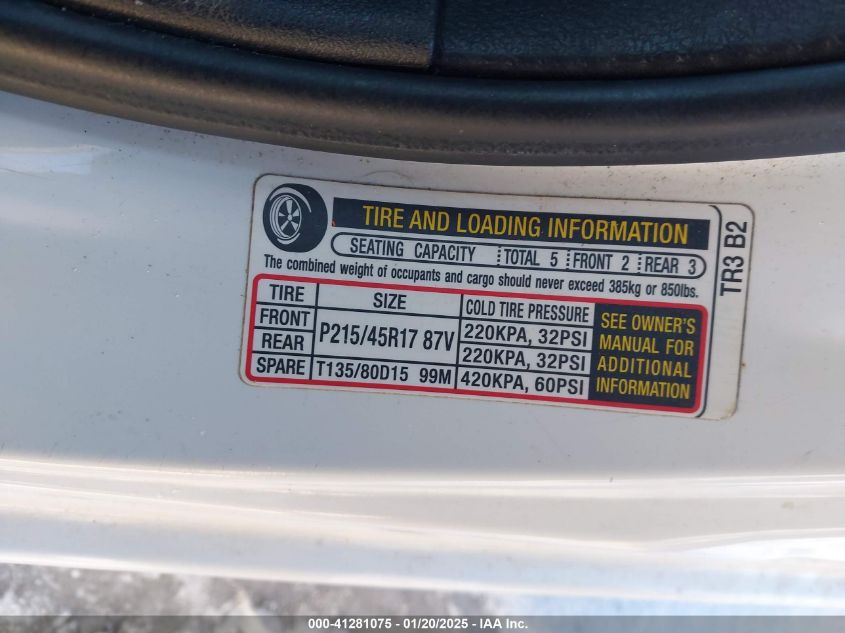 TIRE AND LOADING INFORMATION
SEATING CAPACITY TOTAL 5 FRONT 2 REAR 3
The combined weight of occupants and cargo should never exceed 385kg or 850lbs.
TIRE SIZE COLD TIRE PRESSURE
FRONT P215/45R17 87V 220KPA, 32PSI
REAR 220KPA, 32PSI
SPARE T135/80D15 99M 420KPA, 60PSI
SEE OWNER'S
MANUAL FOR
ADDITIONAL
INFORMATION
TR3 B2
000-41281075 - 01/20/2025 - IAA Inc.